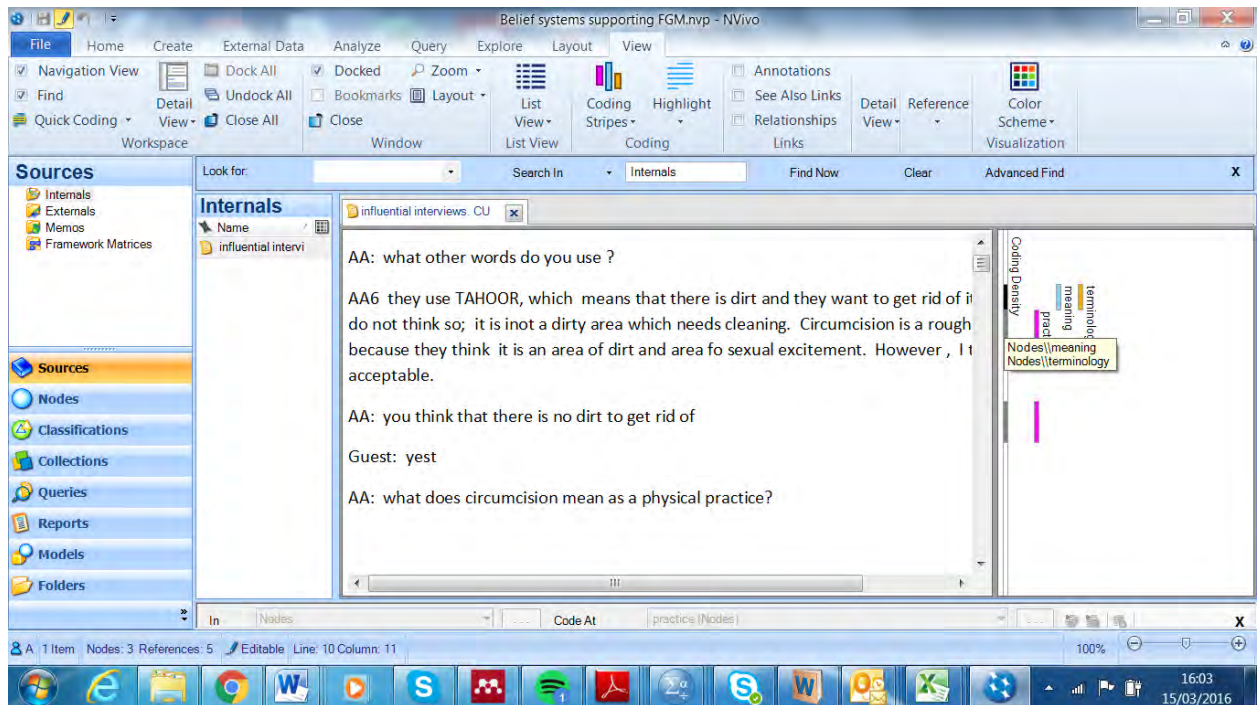 Belief systems supporting FGM.nvp - NVivo
File Home Create External Data Analyze Query Explore Layout View
Navigation View
Find
Quick Coding
Detail View
Workspace
Dock All
Undock All
Close All
Docked
Bookmarks
Close
Zoom
Layout
Window
List View
List View
Coding Stripes
Highlight
Coding
Annotations
See Also Links
Relationships
Links
Detail View
Reference
Color Scheme
Visualization
Sources
Internals
Externals
Memos
Framework Matrices
Look for:
Search In
Internals
Find Now
Clear
Advanced Find
X
Internals
Name
influential intervi
influential interviews. CU
x
AA: what other words do you use ?
AA6 they use TAHOOR, which means that there is dirt and they want to get rid of it
do not think so; it is inot a dirty area which needs cleaning. Circumcision is a rough
because they think it is an area of dirt and area fo sexual excitement. However , I t
acceptable.
AA: you think that there is no dirt to get rid of
Guest: yest
AA: what does circumcision mean as a physical practice?
Coding Density
pract
meaning
terminolog
Nodes\\meaning
Nodes\\terminology
Sources
Nodes
Classifications
Collections
Queries
Reports
Models
Folders
In
Nodes
...
Code At
practice (Nodes)
...
X
A 1 Item Nodes: 3 References: 5 Editable Line: 10 Column: 11
100%
16:03
15/03/2016